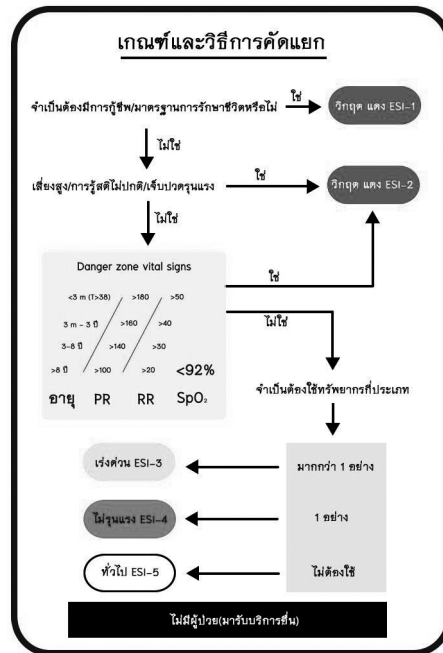 เกณฑ์และวิธีการคัดแยก
จำเป็นต้องมีการกู้ชีพ/มาตรฐานการรักษาชีวิตหรือไม่
ใช่
วิกฤต แดง ESI-1
ไม่ใช่
เสี่ยงสูง/การรู้สติไม่ปกติ/เจ็บปวดรุนแรง
ใช่
วิกฤต แดง ESI-2
ไม่ใช่
Danger zone vital signs
<3 m (T>38) >180 >50
3 m - 3 ปี >160 >40
3-8 ปี >140 >30
>8 ปี >100 >20 <92%
อายุ PR RR SpO₂
ใช่
ไม่ใช่
จำเป็นต้องใช้ทรัพยากรกี่ประเภท
เร่งด่วน ESI-3
มากกว่า 1 อย่าง
ไม่รุนแรง ESI-4
1 อย่าง
ทั่วไป ESI-5
ไม่ต้องใช้
ไม่มีผู้ป่วย(มารับบริการอื่น)